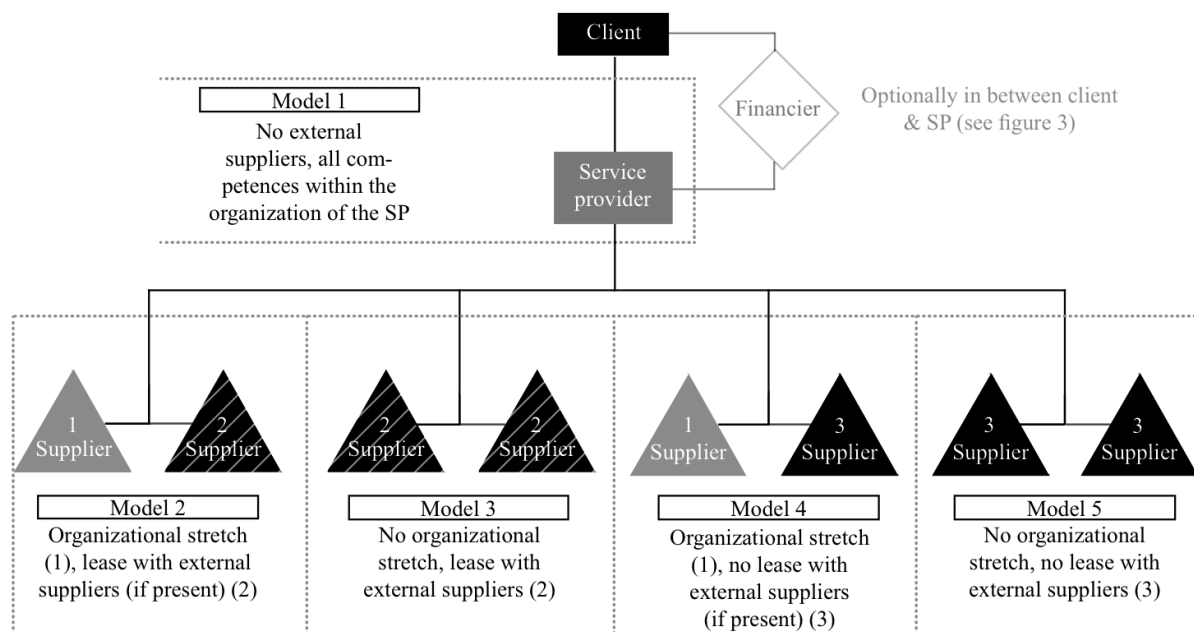 Client
Model 1
No external
suppliers, all com-
petences within the
organization of the SP
Financier
Optionally in between client
& SP (see figure 3)
Service
provider
1
Supplier
2
Supplier
2
Supplier
2
Supplier
1
Supplier
3
Supplier
3
Supplier
3
Supplier
Model 2
Organizational stretch
(1), lease with external
suppliers (if present) (2)
Model 3
No organizational
stretch, lease with
external suppliers (2)
Model 4
Organizational stretch
(1), no lease with
external suppliers
(if present) (3)
Model 5
No organizational
stretch, no lease with
external suppliers (3)